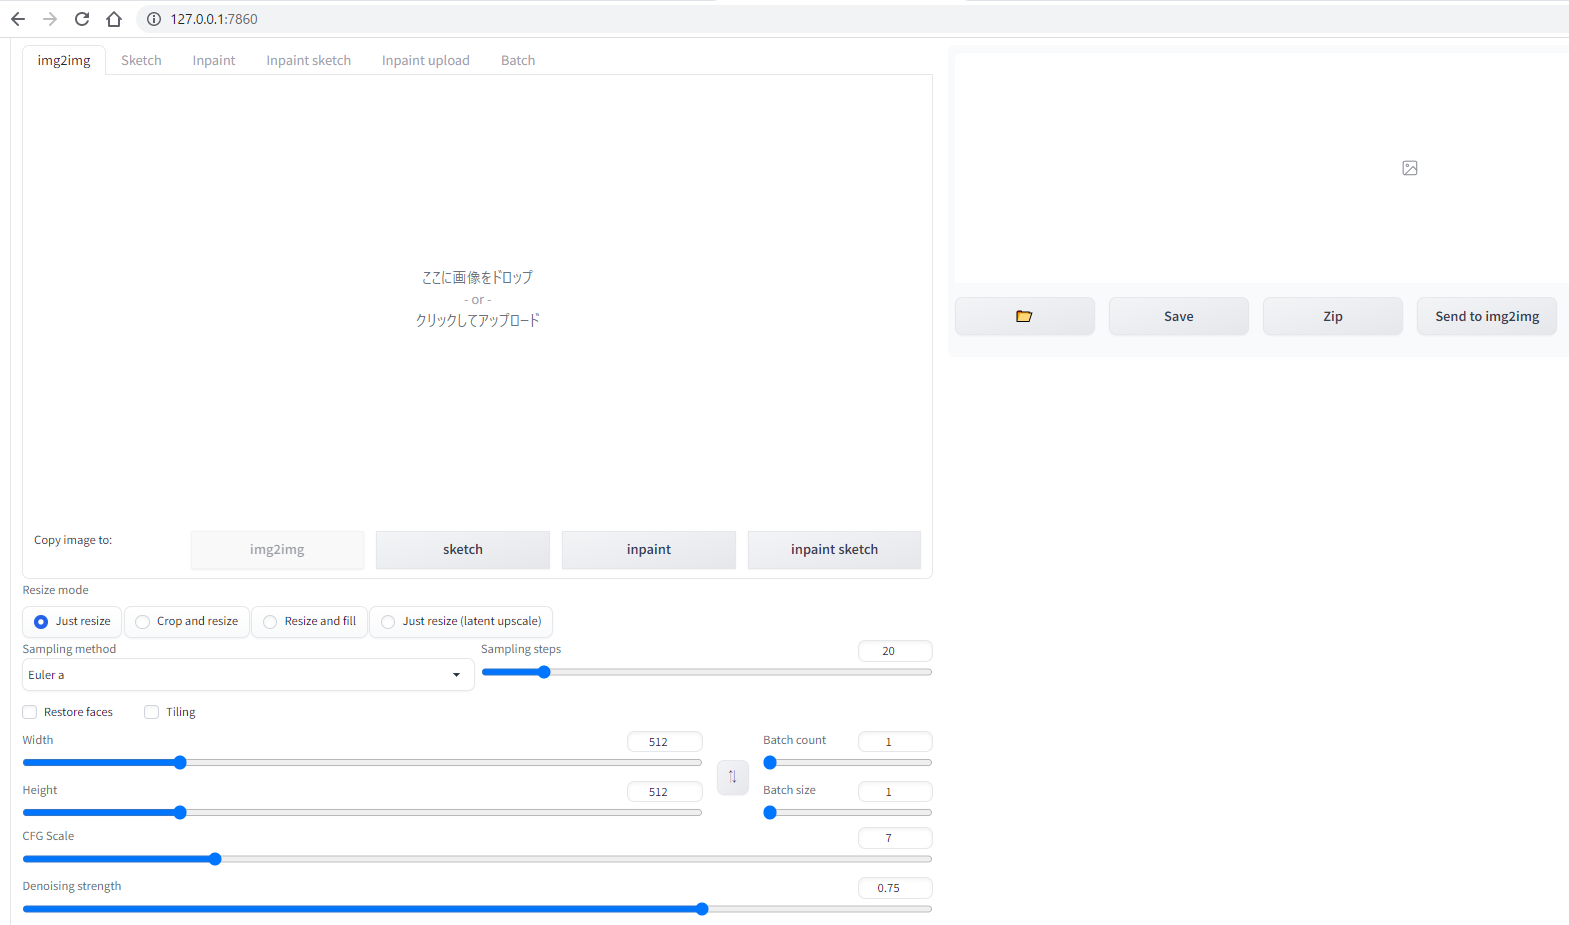 127.0.0.1:7860
img2img Sketch Inpaint Inpaint sketch Inpaint upload Batch
ここに画像をドロップ
- or -
クリックしてアップロード
Save Zip Send to img2img
Copy image to: img2img sketch inpaint inpaint sketch
Resize mode
Just resize Crop and resize Resize and fill Just resize (latent upscale)
Sampling method
Euler a
Sampling steps 20
Restore faces Tiling
Width 512
Height 512
Batch count 1
Batch size 1
CFG Scale 7
Denoising strength 0.75